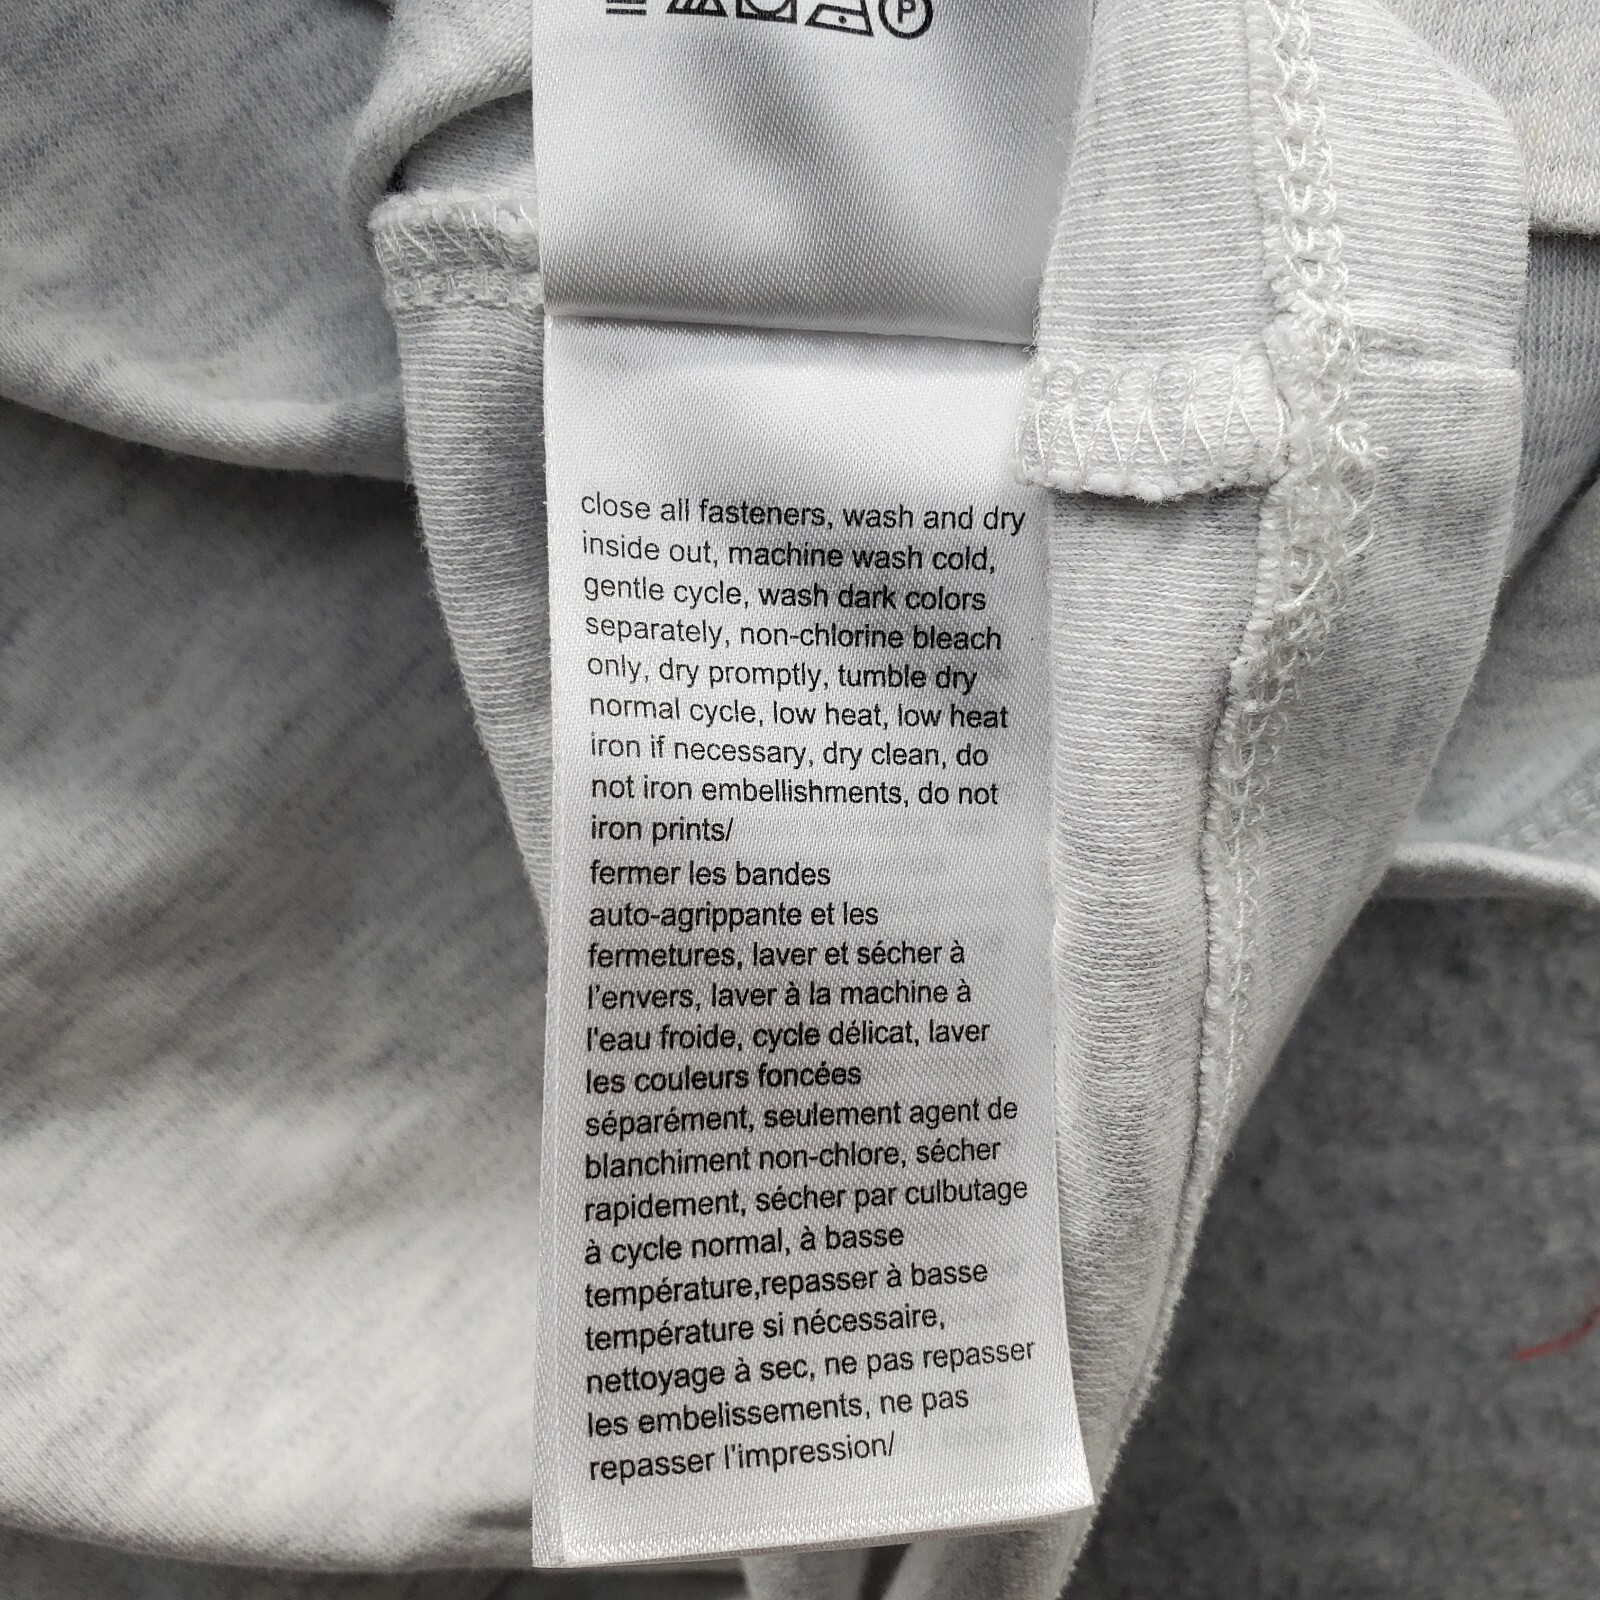 P
close all fasteners, wash and dry
inside out, machine wash cold,
gentle cycle, wash dark colors
separately, non-chlorine bleach
only, dry promptly, tumble dry
normal cycle, low heat, low heat
iron if necessary, dry clean, do
not iron embellishments, do not
iron prints/
fermer les bandes
auto-agrippante et les
fermetures, laver et sécher à
l'envers, laver à la machine à
l'eau froide, cycle délicat, laver
les couleurs foncées
séparément, seulement agent de
blanchiment non-chlore, sécher
rapidement, sécher par culbutage
à cycle normal, à basse
température,repasser à basse
température si nécessaire,
nettoyage à sec, ne pas repasser
les embelissements, ne pas
repasser l'impression/